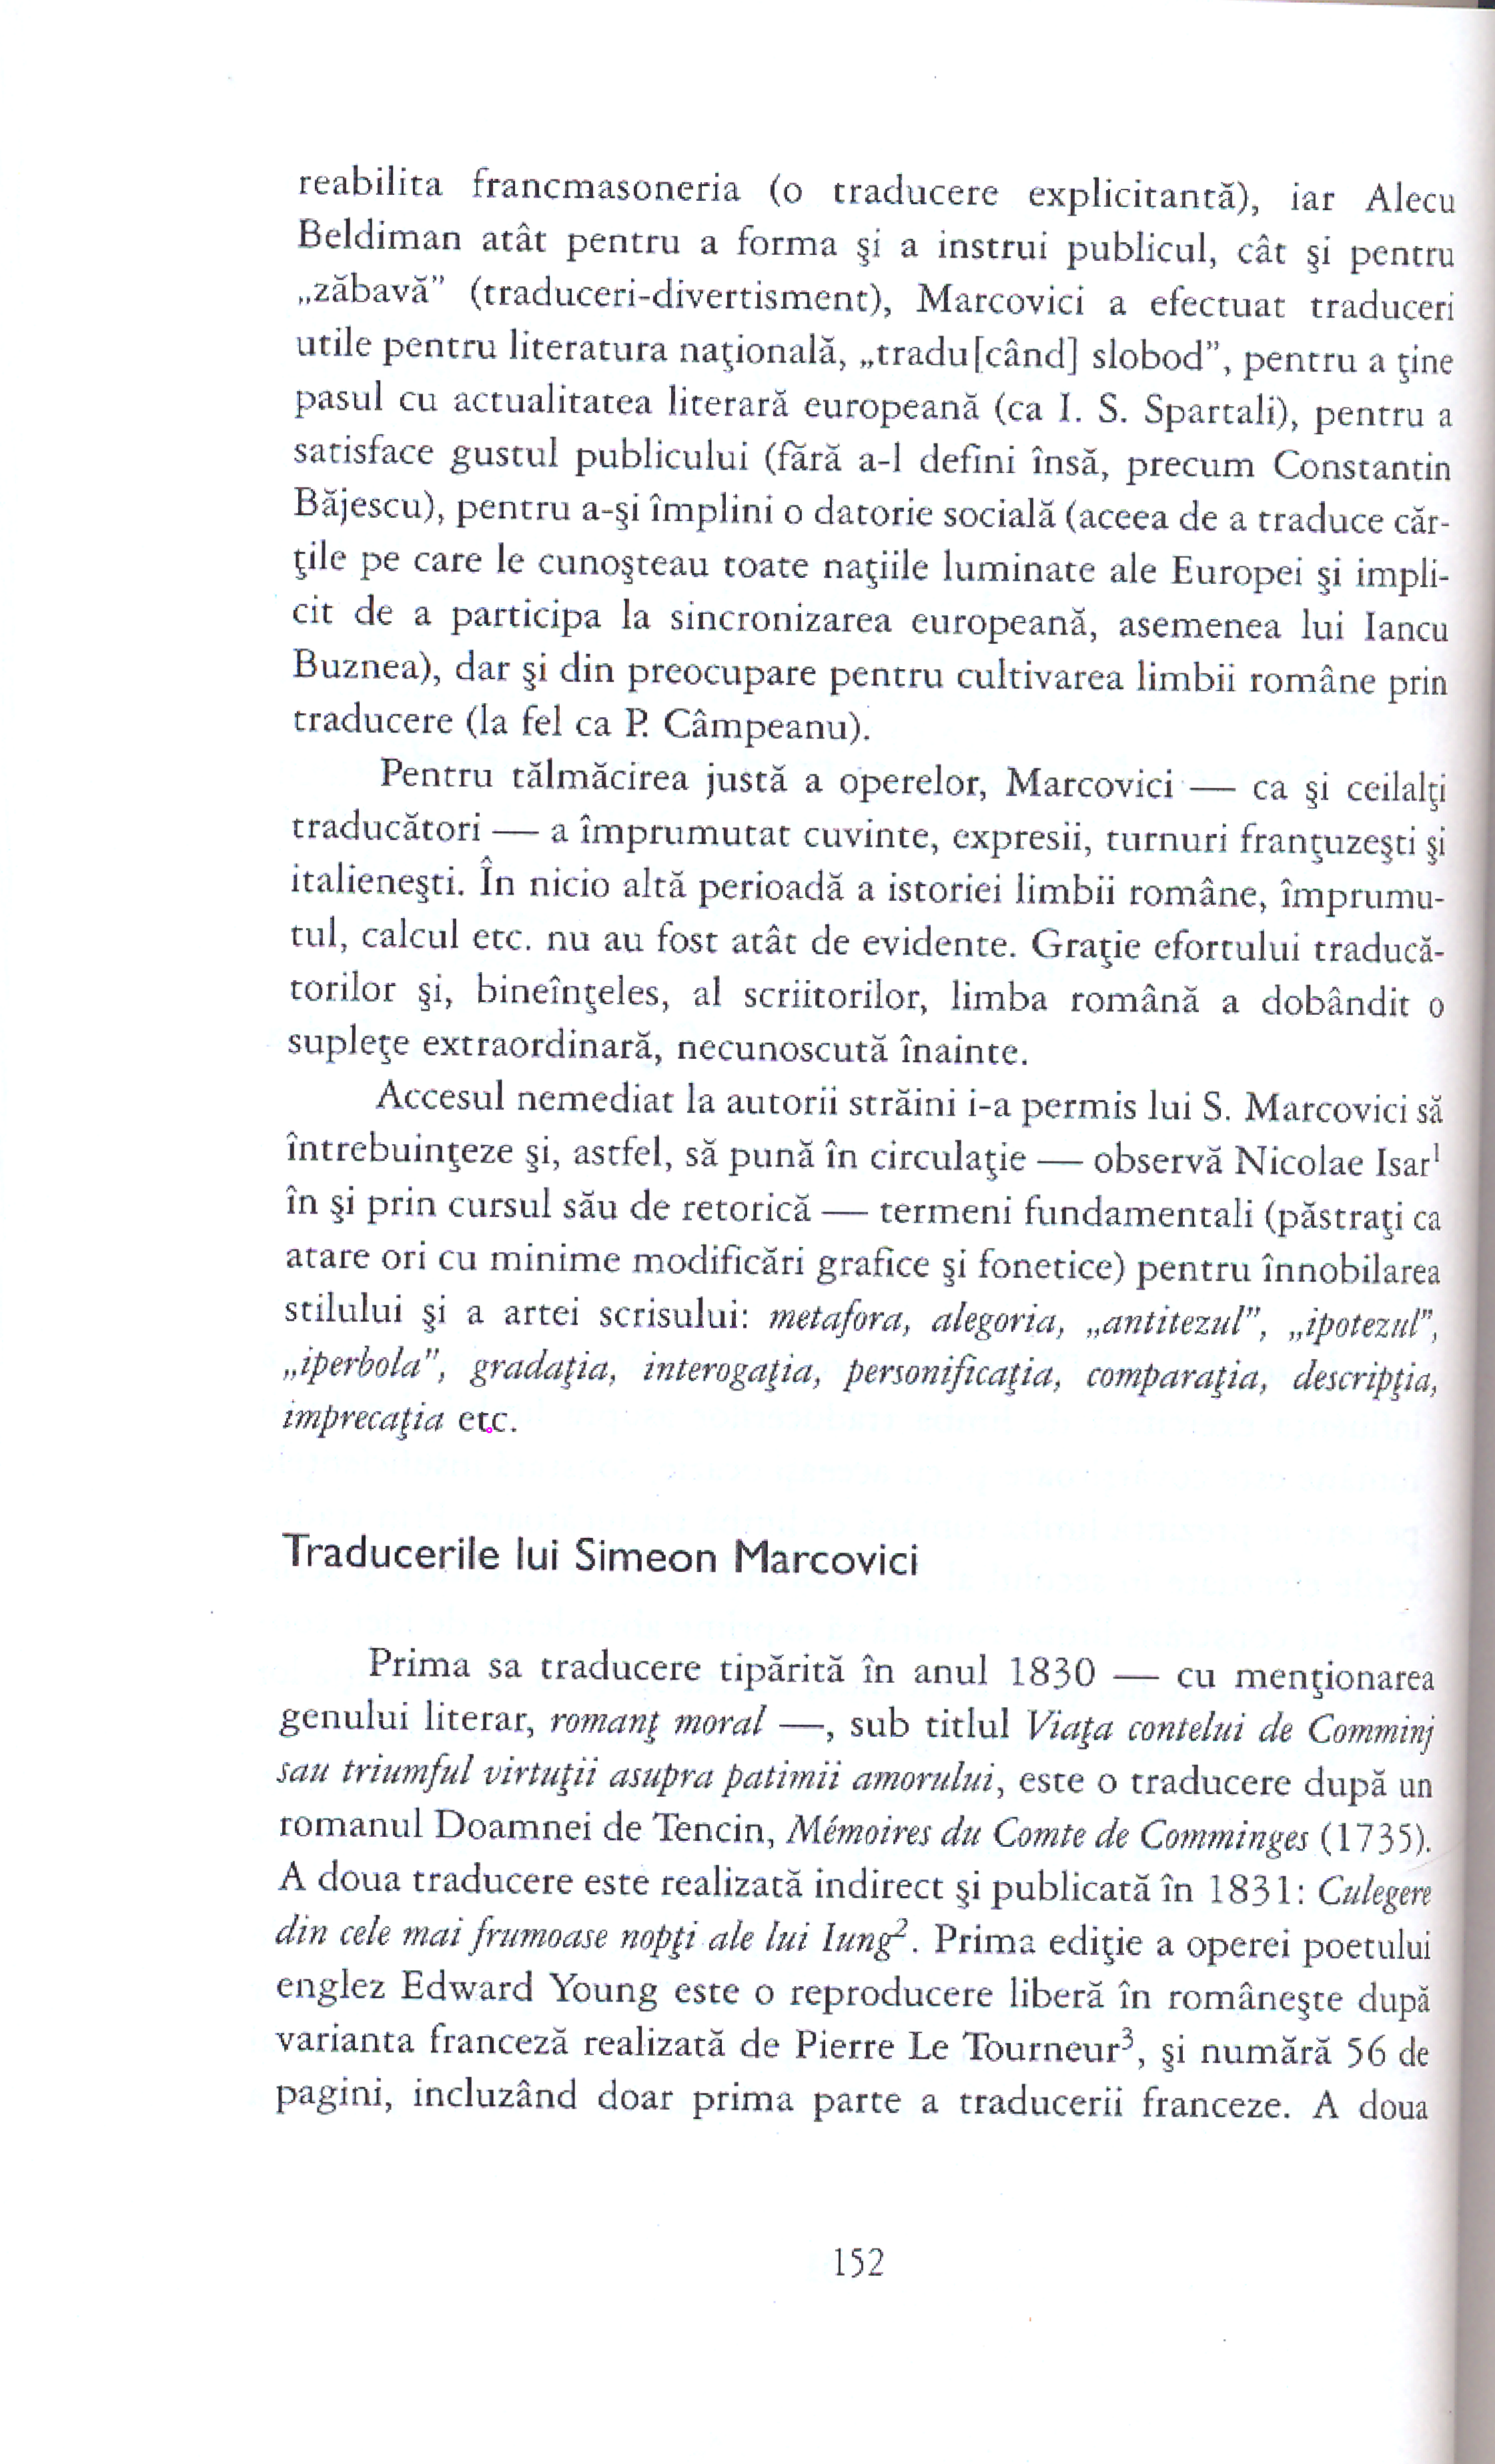 reabilita francmasoneria (o traducere explicitantă), iar Alecu
Beldiman atât pentru a forma şi a instrui publicul, cât şi pentru
„zăbavă” (traduceri-divertisment), Marcovici a efectuat traduceri
utile pentru literatura naţională, „tradu[când] slobod”, pentru a ţine
pasul cu actualitatea literară europeană (ca I. S. Spartali), pentru a
satisface gustul publicului (fără a-l defini însă, precum Constantin
Băjescu), pentru a-şi împlini o datorie socială (aceea de a traduce căr-
ţile pe care le cunoşteau toate naţiile luminate ale Europei şi impli-
cit de a participa la sincronizarea europeană, asemenea lui Iancu
Buznea), dar şi din preocupare pentru cultivarea limbii române prin
traducere (la fel ca P. Câmpeanu).
Pentru tălmăcirea justă a operelor, Marcovici — ca şi ceilalţi
traducători — a împrumutat cuvinte, expresii, turnuri franţuzeşti şi
italieneşti. În nicio altă perioadă a istoriei limbii române, împrumu-
tul, calcul etc. nu au fost atât de evidente. Graţie efortului traducă-
torilor şi, bineînţeles, al scriitorilor, limba română a dobândit o
supleţe extraordinară, necunoscută înainte.
Accesul nemediat la autorii străini i-a permis lui S. Marcovici să
întrebuinţeze şi, astfel, să pună în circulaţie — observă Nicolae Isar¹
în şi prin cursul său de retorică — termeni fundamentali (păstraţi ca
atare ori cu minime modificări grafice şi fonetice) pentru înnobilarea
stilului şi a artei scrisului: metafora, alegoria, „antitezul”, „ipotezul”,
„iperbola”, gradaţia, interogaţia, personificaţia, comparaţia, descripţia,
imprecaţia etc.
Traducerile lui Simeon Marcovici
Prima sa traducere tipărită în anul 1830 — cu menţionarea
genului literar, romanţ moral —, sub titlul Viaţa contelui de Comminj
sau triumful virtuţii asupra patimii amorului, este o traducere după un
romanul Doamnei de Tencin, Mémoires du Comte de Comminges (1735).
A doua traducere este realizată indirect şi publicată în 1831: Culegere
din cele mai frumoase nopţi ale lui Iung². Prima ediţie a operei poetului
englez Edward Young este o reproducere liberă în româneşte după
varianta franceză realizată de Pierre Le Tourneur³, şi numără 56 de
pagini, incluzând doar prima parte a traducerii franceze. A doua
152